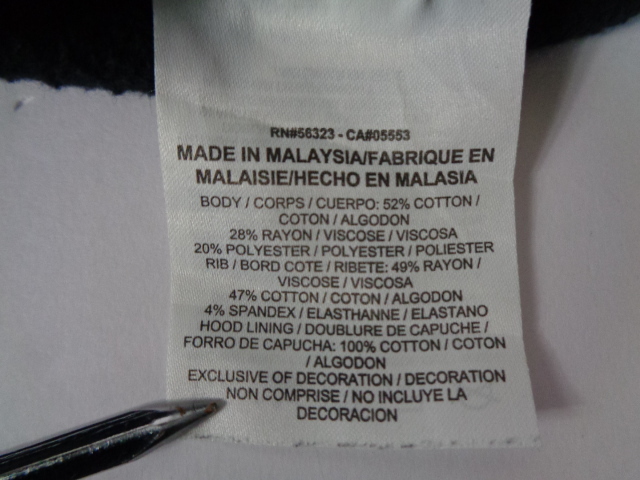 RN#56323 - CA#05553
MADE IN MALAYSIA/FABRIQUE EN
MALAISIE/HECHO EN MALASIA
BODY / CORPS / CUERPO: 52% COTTON /
COTON / ALGODON
28% RAYON / VISCOSE / VISCOSA
20% POLYESTER / POLYESTER / POLIESTER
RIB / BORD COTE / RIBETE: 49% RAYON /
VISCOSE / VISCOSA
47% COTTON / COTON / ALGODON
4% SPANDEX / ELASTHANNE / ELASTANO
HOOD LINING / DOUBLURE DE CAPUCHE /
FORRO DE CAPUCHA: 100% COTTON / COTON
/ ALGODON
EXCLUSIVE OF DECORATION / DECORATION
NON COMPRISE / NO INCLUYE LA
DECORACION